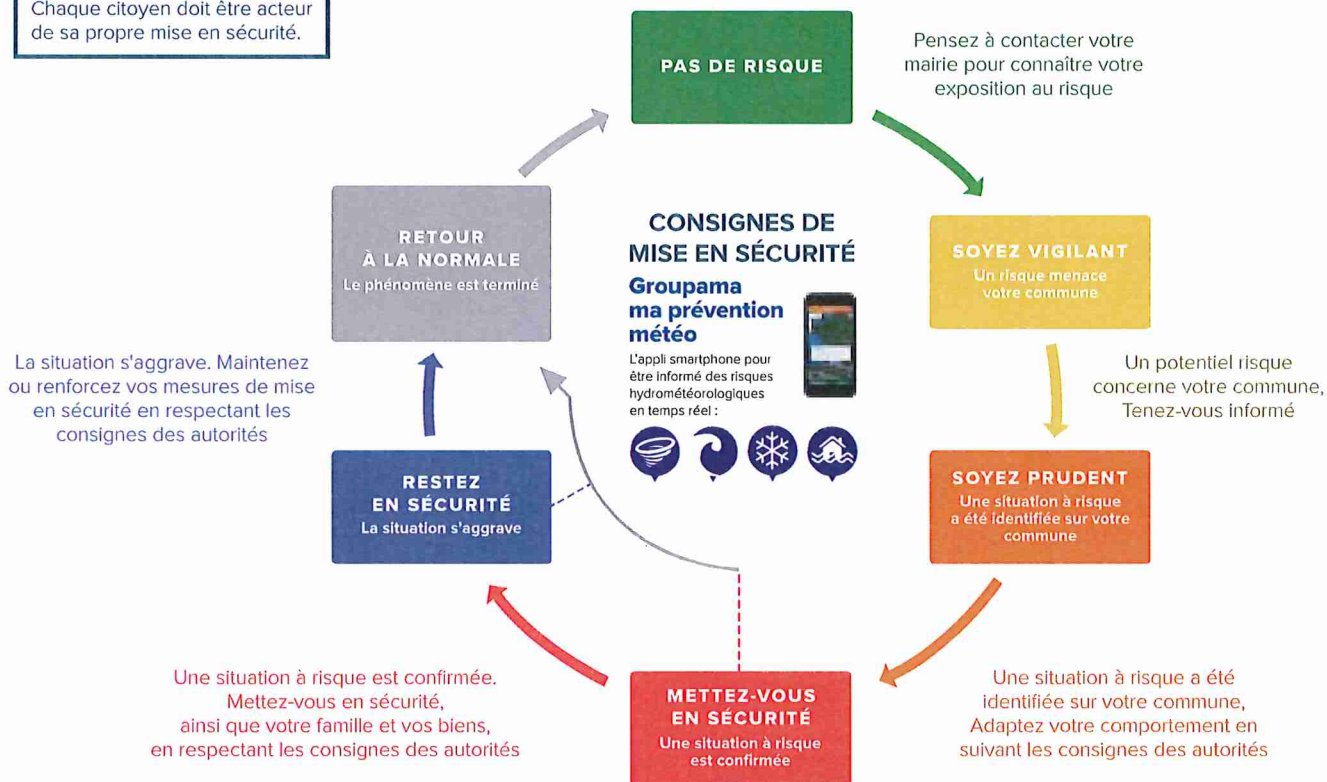 Chaque citoyen doit être acteur
de sa propre mise en sécurité.
PAS DE RISQUE
Pensez à contacter votre
mairie pour connaître votre
exposition au risque
SOYEZ VIGILANT
Un risque menace
votre commune
Un potentiel risque
concerne votre commune,
Tenez-vous informé
SOYEZ PRUDENT
Une situation à risque
a été identifiée sur votre
commune
Une situation à risque a été
identifiée sur votre commune,
Adaptez votre comportement en
suivant les consignes des autorités
METTEZ-VOUS
EN SÉCURITÉ
Une situation à risque
est confirmée
Une situation à risque est confirmée.
Mettez-vous en sécurité,
ainsi que votre famille et vos biens,
en respectant les consignes des autorités
RESTEZ
EN SÉCURITÉ
La situation s'aggrave
La situation s'aggrave. Maintenez
ou renforcez vos mesures de mise
en sécurité en respectant les
consignes des autorités
RETOUR
À LA NORMALE
Le phénomène est terminé
CONSIGNES DE
MISE EN SÉCURITÉ
Groupama
ma prévention
météo
L'appli smartphone pour
être informé des risques
hydrométéorologiques
en temps réel :